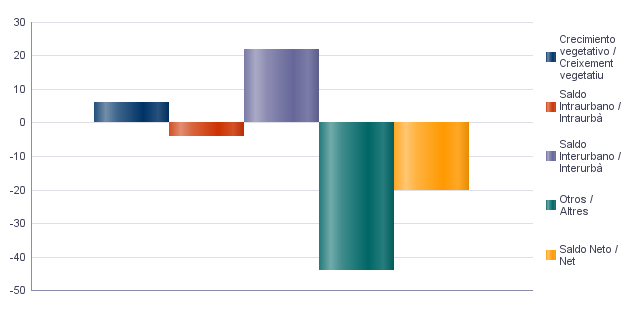 30
20
10
0
-10
-20
-30
-40
-50
Crecimiento
vegetativo /
Creixement
vegetatiu
Saldo
Intraurbano /
Intraurbà
Saldo
Interurbano /
Interurbà
Otros /
Altres
Saldo Neto /
Net